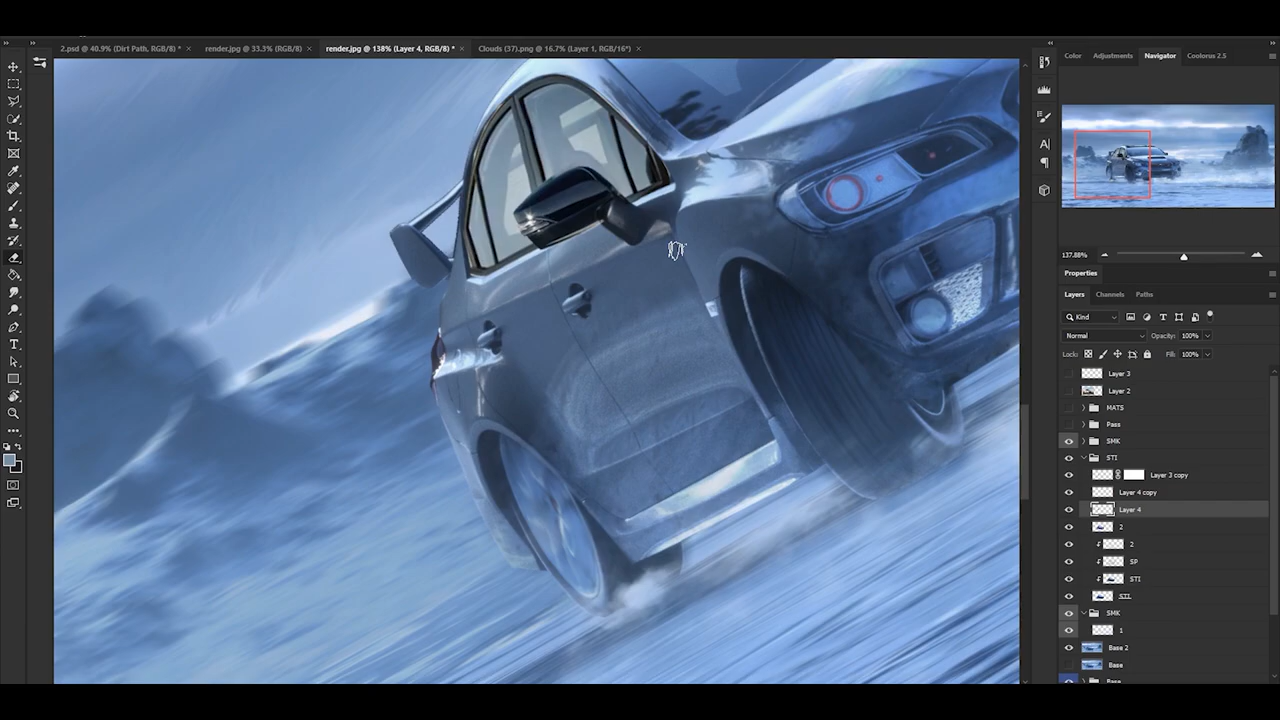 2.psd @ 40.9% (Dirt Path, RGB/8) * ×
render.jpg @ 33.3% (RGB/8) ×
render.jpg @ 138% (Layer 4, RGB/8) * ×
Clouds (37).png @ 16.7% (Layer 1, RGB/16*) ×
Color
Adjustments
Navigator
Coolorus 2.5
137.88%
Properties
Layers
Channels
Paths
Kind
Normal
Opacity: 100%
Lock:
Fill: 100%
Layer 3
Layer 2
MATS
Pass
SMK
STI
Layer 3 copy
Layer 4 copy
Layer 4
2
2
SP
STI
STI
SMK
1
Base 2
Base
Base